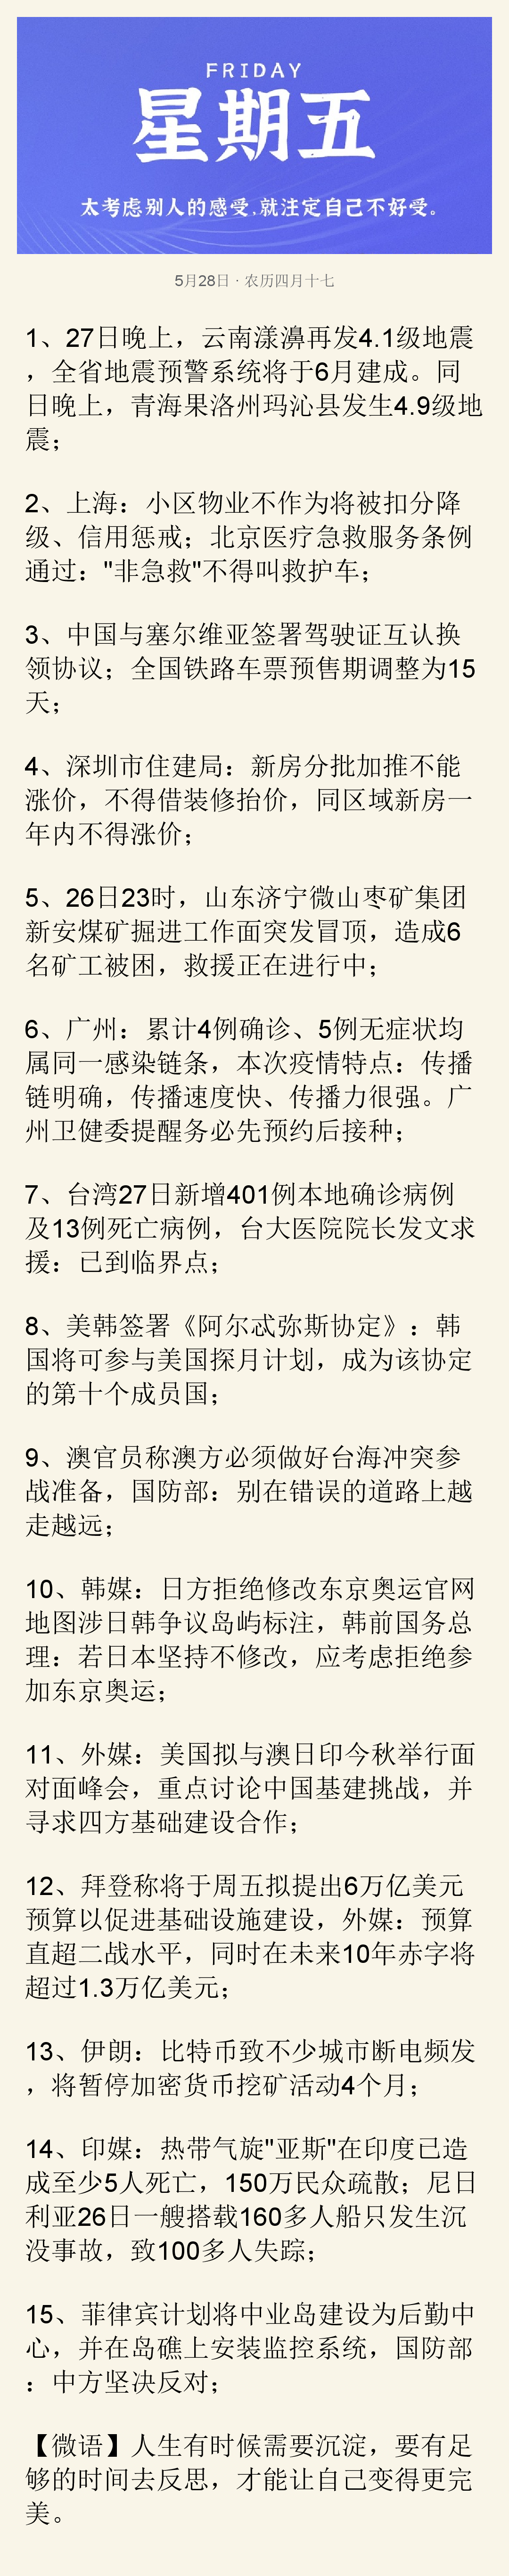 FRIDAY
星期五
太考虑别人的感受,就注定自己不好受。
5月28日 · 农历四月十七
1、27日晚上，云南漾濞再发4.1级地震
，全省地震预警系统将于6月建成。同
日晚上，青海果洛州玛沁县发生4.9级地
震；
2、上海：小区物业不作为将被扣分降
级、信用惩戒；北京医疗急救服务条例
通过："非急救"不得叫救护车；
3、中国与塞尔维亚签署驾驶证互认换
领协议；全国铁路车票预售期调整为15
天；
4、深圳市住建局：新房分批加推不能
涨价，不得借装修抬价，同区域新房一
年内不得涨价；
5、26日23时，山东济宁微山枣矿集团
新安煤矿掘进工作面突发冒顶，造成6
名矿工被困，救援正在进行中；
6、广州：累计4例确诊、5例无症状均
属同一感染链条，本次疫情特点：传播
链明确，传播速度快、传播力很强。广
州卫健委提醒务必先预约后接种；
7、台湾27日新增401例本地确诊病例
及13例死亡病例，台大医院院长发文求
援：已到临界点；
8、美韩签署《阿尔忒弥斯协定》：韩
国将可参与美国探月计划，成为该协定
的第十个成员国；
9、澳官员称澳方必须做好台海冲突参
战准备，国防部：别在错误的道路上越
走越远；
10、韩媒：日方拒绝修改东京奥运官网
地图涉日韩争议岛屿标注，韩前国务总
理：若日本坚持不修改，应考虑拒绝参
加东京奥运；
11、外媒：美国拟与澳日印今秋举行面
对面峰会，重点讨论中国基建挑战，并
寻求四方基础建设合作；
12、拜登称将于周五拟提出6万亿美元
预算以促进基础设施建设，外媒：预算
直超二战水平，同时在未来10年赤字将
超过1.3万亿美元；
13、伊朗：比特币致不少城市断电频发
，将暂停加密货币挖矿活动4个月；
14、印媒：热带气旋"亚斯"在印度已造
成至少5人死亡，150万民众疏散；尼日
利亚26日一艘搭载160多人船只发生沉
没事故，致100多人失踪；
15、菲律宾计划将中业岛建设为后勤中
心，并在岛礁上安装监控系统，国防部
：中方坚决反对；
【微语】人生有时候需要沉淀，要有足
够的时间去反思，才能让自己变得更完
美。